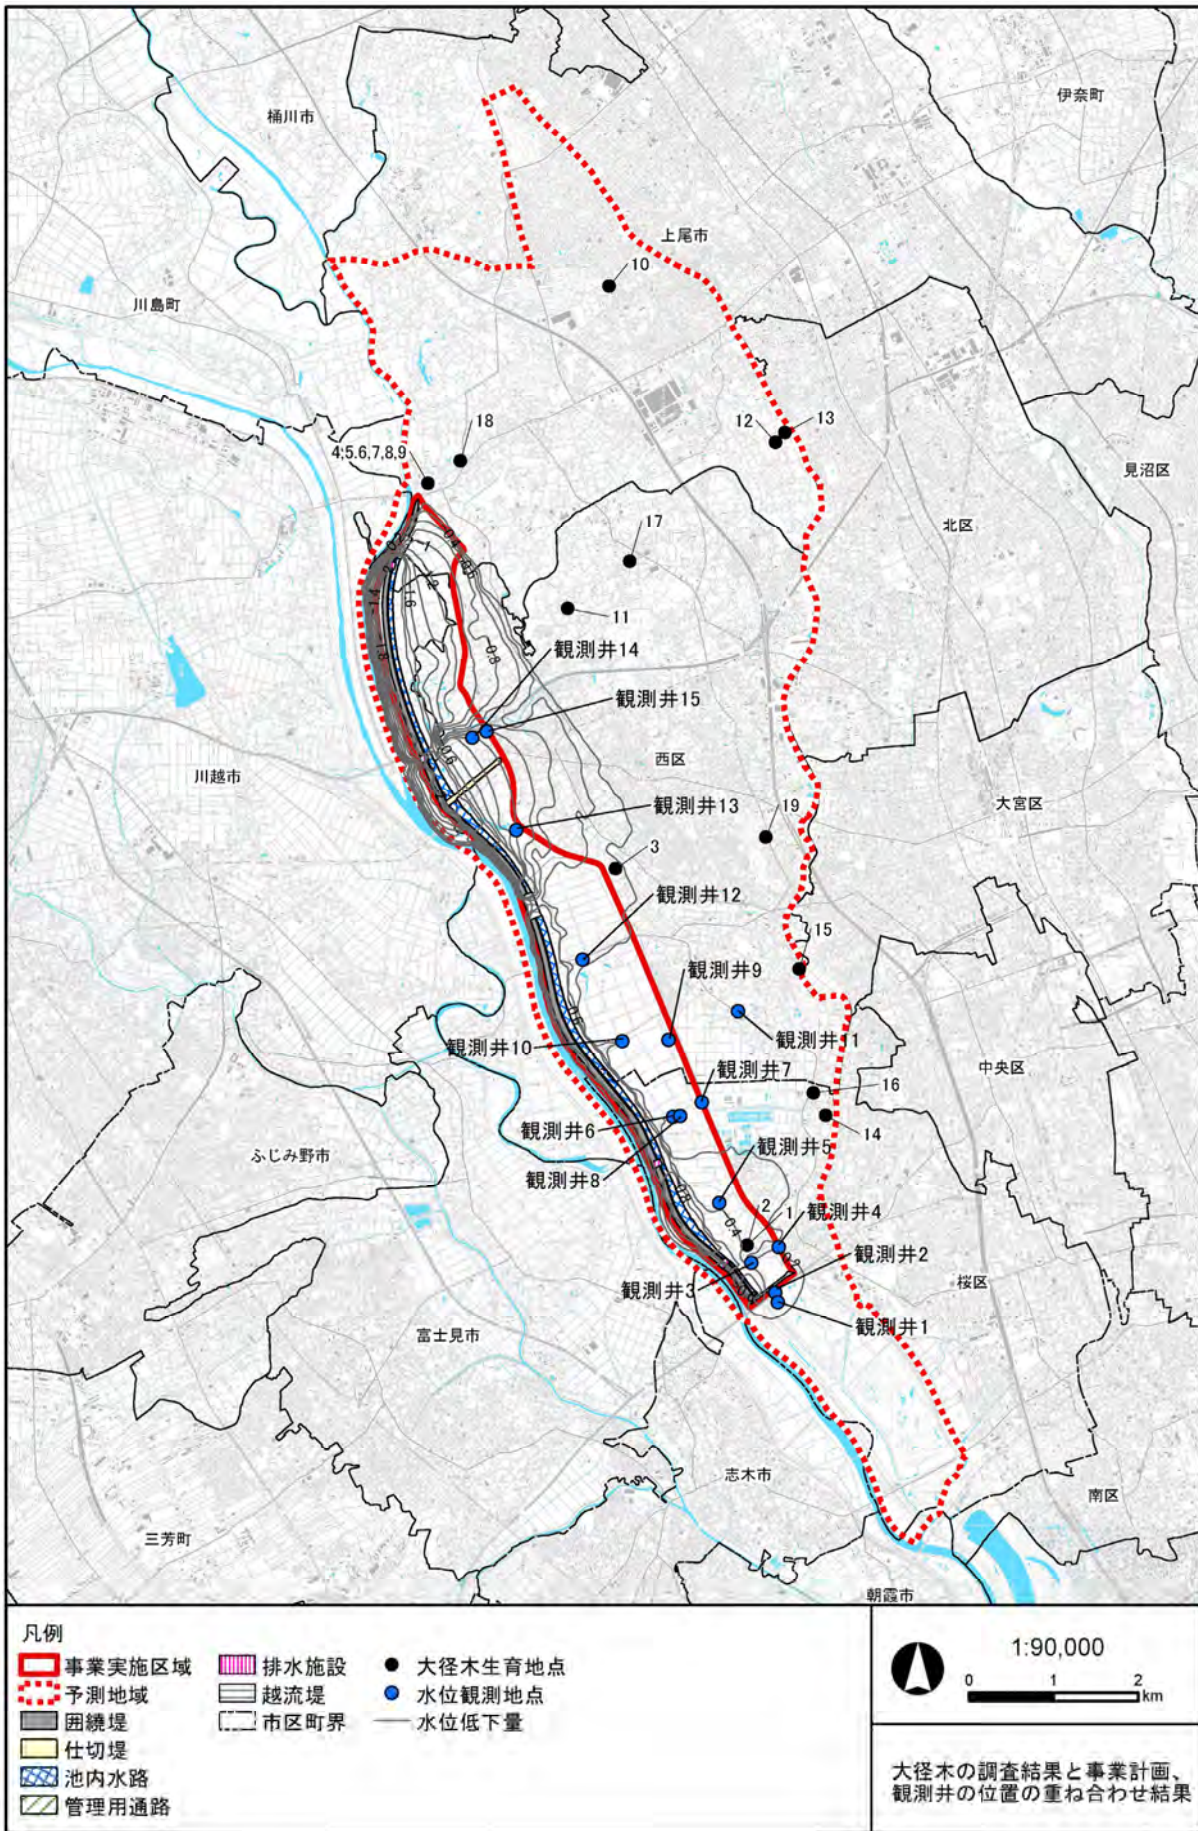 伊奈町
桶川市
上尾市
10
川島町
18
12
13
4,5.6,7,8,9
見沼区
北区
17
11
観測井14
観測井15
西区
川越市
大宮区
観測井13
19
3
観測井12
15
観測井9
観測井10
観測井11
中央区
観測井7
16
観測井6
14
ふじみ野市
観測井8
観測井5
2
1
観測井4
観測井2
観測井3
桜区
観測井1
富士見市
志木市
南区
三芳町
朝霞市
凡例
事業実施区域
予測地域
囲繞堤
仕切堤
池内水路
管理用通路
排水施設
越流堤
市区町界
大径木生育地点
水位観測地点
水位低下量
1:90,000
0 1 2
km
大径木の調査結果と事業計画、
観測井の位置の重ね合わせ結果